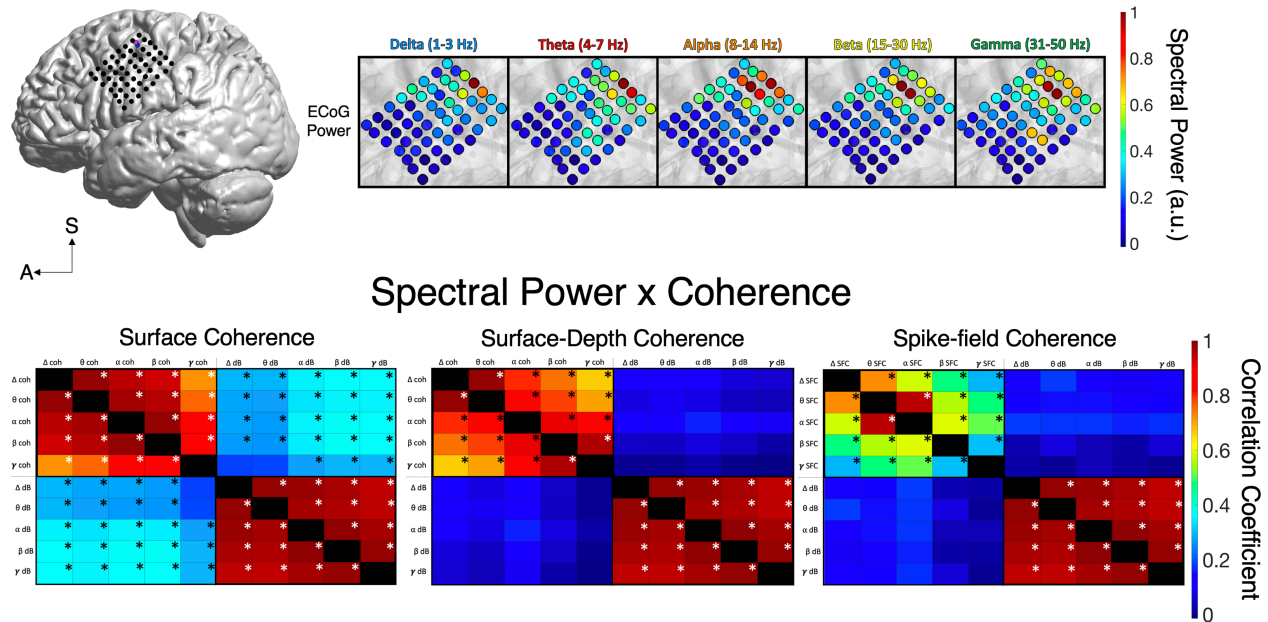 Delta (1-3 Hz) Theta (4-7 Hz) Alpha (8-14 Hz) Beta (15-30 Hz) Gamma (31-50 Hz)
ECoG
Power
1
0.8
0.6
0.4
0.2
0
Spectral Power (a.u.)
S
A
Spectral Power x Coherence
Surface Coherence
Δ coh θ coh α coh β coh γ coh Δ dB θ dB α dB β dB γ dB
Δ coh
θ coh
α coh
β coh
γ coh
Δ dB
θ dB
α dB
β dB
γ dB
Surface-Depth Coherence
Δ coh θ coh α coh β coh γ coh Δ dB θ dB α dB β dB γ dB
Δ coh
θ coh
α coh
β coh
γ coh
Δ dB
θ dB
α dB
β dB
γ dB
Spike-field Coherence
Δ SFC θ SFC α SFC β SFC γ SFC Δ dB θ dB α dB β dB γ dB
Δ SFC
θ SFC
α SFC
β SFC
γ SFC
Δ dB
θ dB
α dB
β dB
γ dB
1
0.8
0.6
0.4
0.2
0
Correlation Coefficient